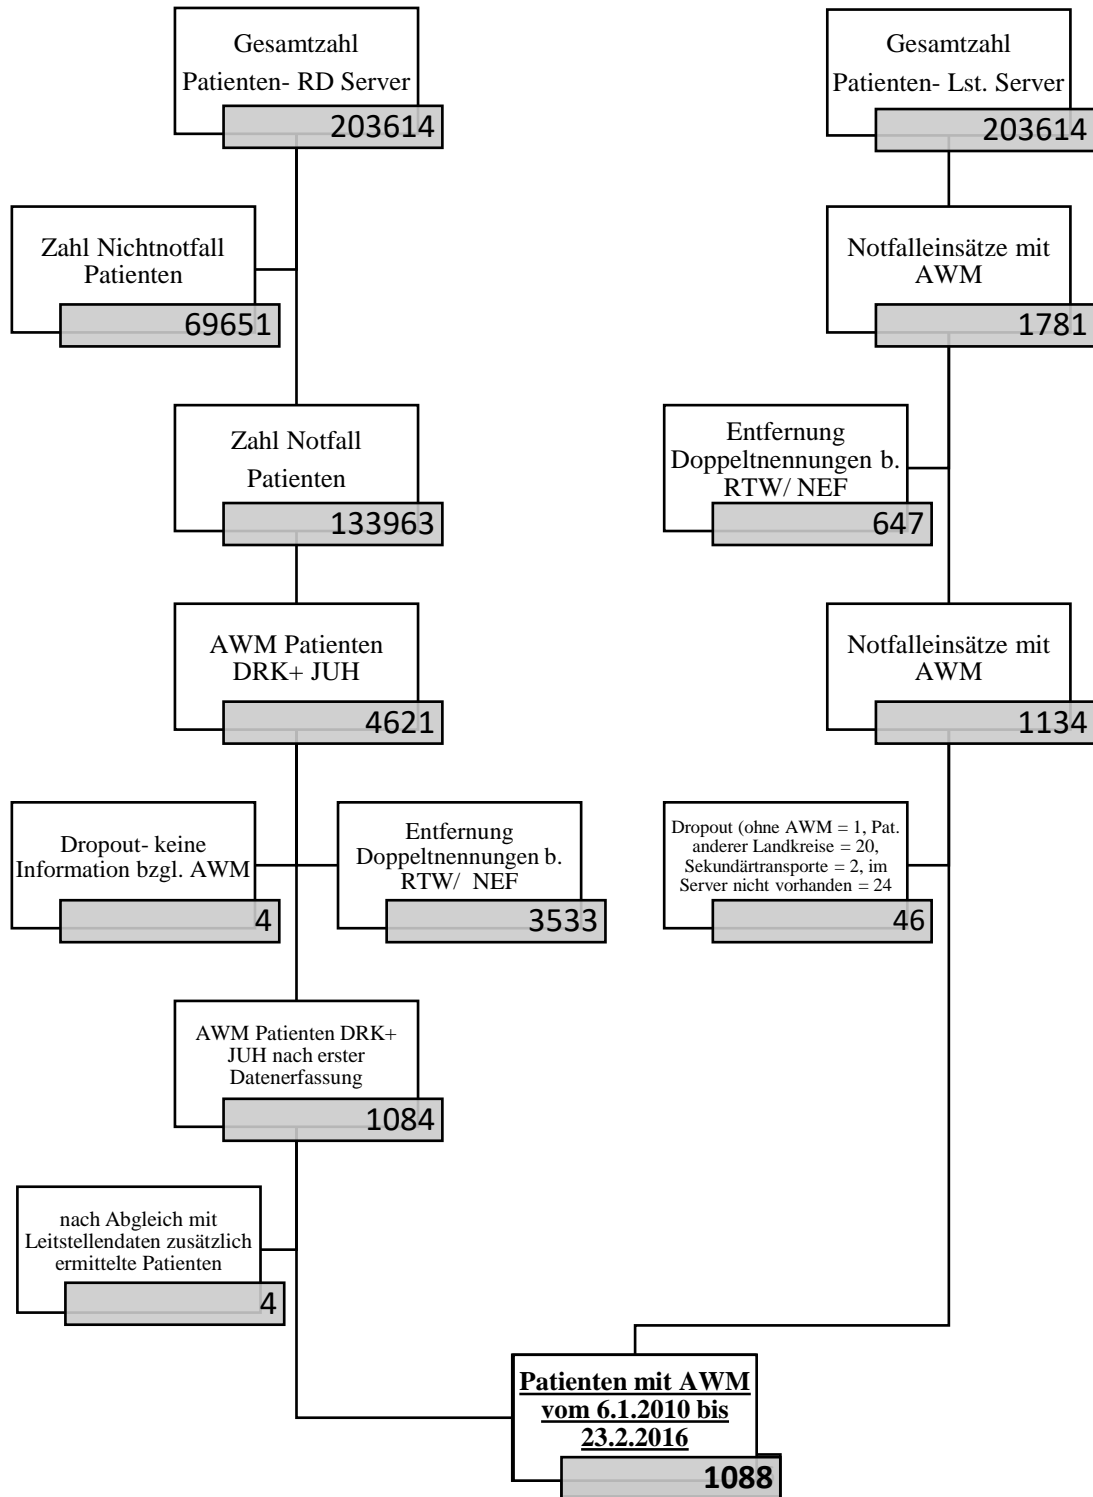 Gesamtzahl
Patienten- RD Server
203614
Gesamtzahl
Patienten- Lst. Server
203614
Zahl Nichtnotfall
Patienten
69651
Notfalleinsätze mit
AWM
1781
Zahl Notfall
Patienten
133963
Entfernung
Doppeltnennungen b.
RTW/ NEF
647
AWM Patienten
DRK+ JUH
4621
Notfalleinsätze mit
AWM
1134
Dropout- keine
Information bzgl. AWM
4
Entfernung
Doppeltnennungen b.
RTW/ NEF
3533
Dropout (ohne AWM = 1, Pat.
anderer Landkreise = 20,
Sekundärtransporte = 2, im
Server nicht vorhanden = 24
46
AWM Patienten DRK+
JUH nach erster
Datenerfassung
1084
nach Abgleich mit
Leitstellendaten zusätzlich
ermittelte Patienten
4
Patienten mit AWM
vom 6.1.2010 bis
23.2.2016
1088